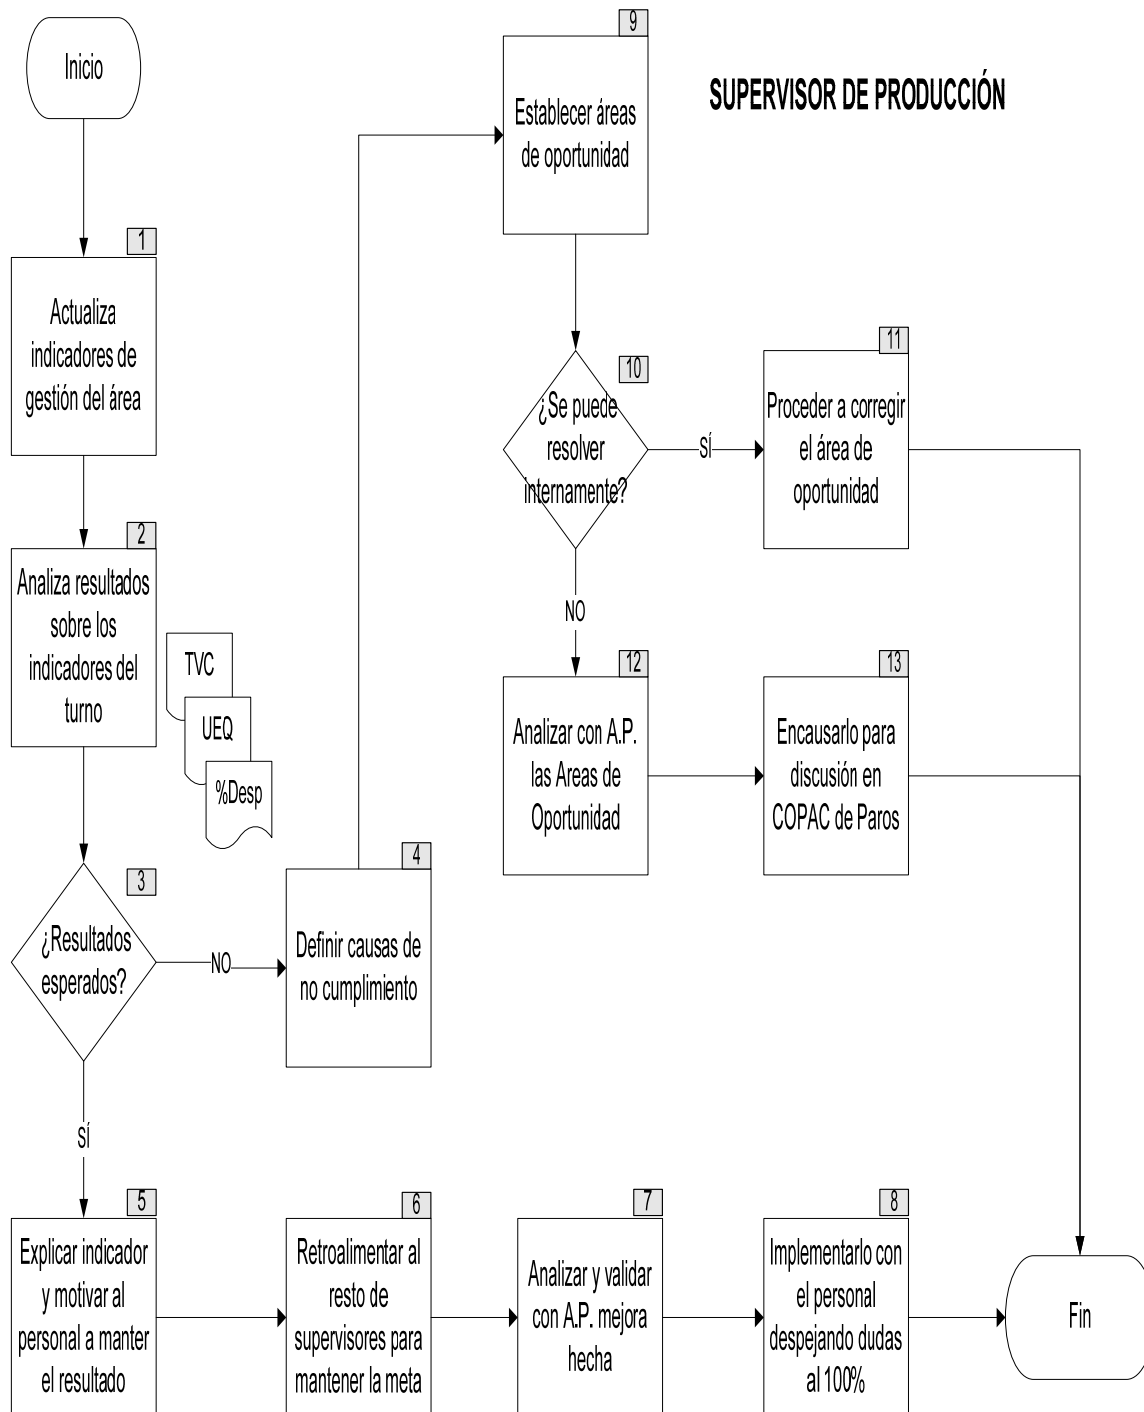 SUPERVISOR DE PRODUCCIÓN
Inicio
1
Actualiza
indicadores de
gestión del área
2
Analiza resultados
sobre los
indicadores del
turno
TVC
UEQ
%Desp
3
¿Resultados
esperados?
NO
4
Definir causas de
no cumplimiento
SÍ
5
Explicar indicador
y motivar al
personal a manter
el resultado
6
Retroalimentar al
resto de
supervisores para
mantener la meta
7
Analizar y validar
con A.P. mejora
hecha
8
Implementarlo con
el personal
despejando dudas
al 100%
9
Establecer áreas
de oportunidad
10
¿Se puede
resolver
internamente?
SÍ
11
Proceder a corregir
el área de
oportunidad
NO
12
Analizar con A.P.
las Areas de
Oportunidad
13
Encausarlo para
discusión en
COPAC de Paros
Fin